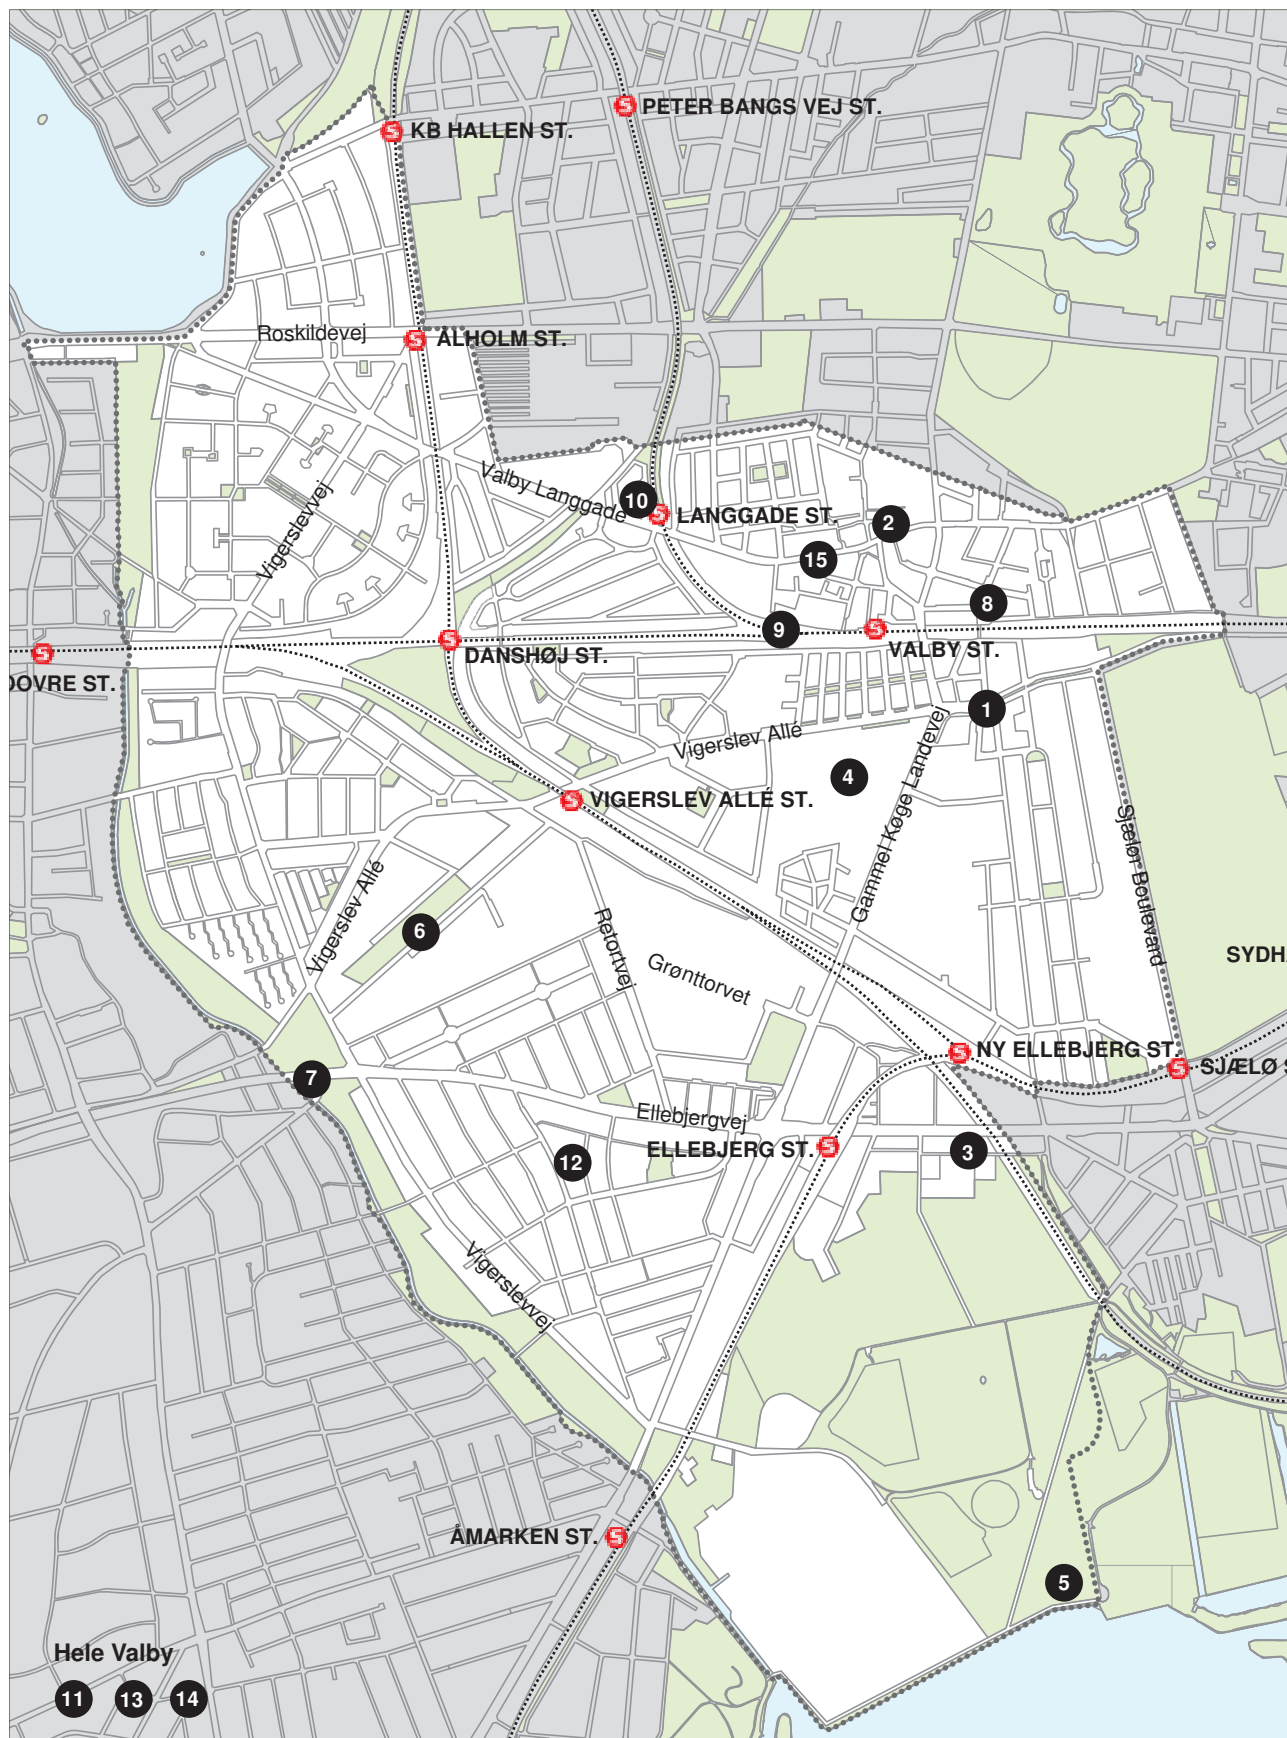 PETER BANGS VEJ ST.
KB HALLEN ST.
Roskildevej
ÅLHOLM ST.
Valby Langgade
10
LANGGADE ST.
2
15
Vigerslevvej
8
9
VALBY ST.
DANSHØJ ST.
DOVRE ST.
1
Vigerslev Allé
4
VIGERSLEV ALLÉ ST.
Gammel Køge Landevej
Sjælør Boulevard
Vigerslev Allé
6
Retortvej
Grønttorvet
SYDH
NY ELLEBJERG ST.
SJÆLØ S
7
Ellebjergvej
ELLEBJERG ST.
3
12
Vigerslevvej
ÅMARKEN ST.
5
Hele Valby
11 13 14